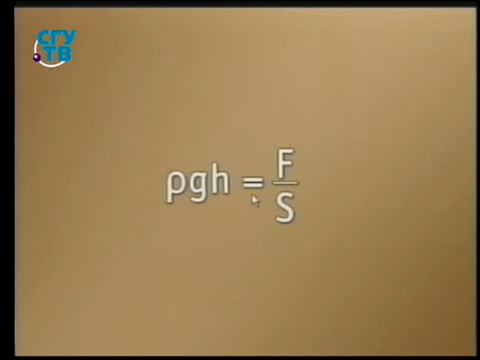 СГУ
ТВ
ρgh = F/S